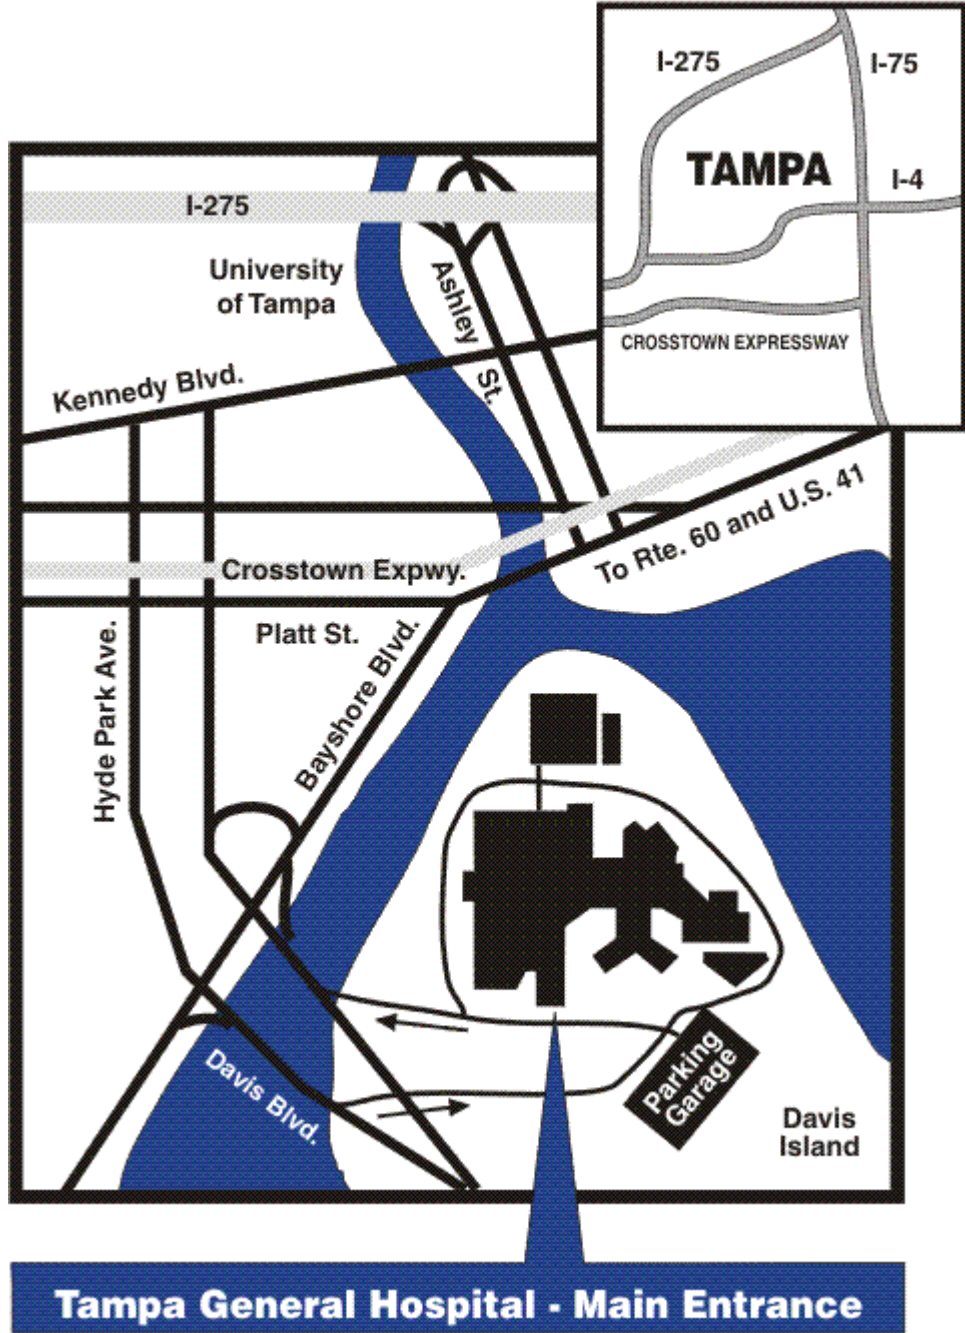 I-275
I-75
TAMPA
I-4
CROSSTOWN EXPRESSWAY
I-275
University
of Tampa
Ashley St.
Kennedy Blvd.
To Rte. 60 and U.S. 41
Crosstown Expwy.
Platt St.
Hyde Park Ave.
Bayshore Blvd.
Davis Blvd.
Parking
Garage
Davis
Island
Tampa General Hospital - Main Entrance